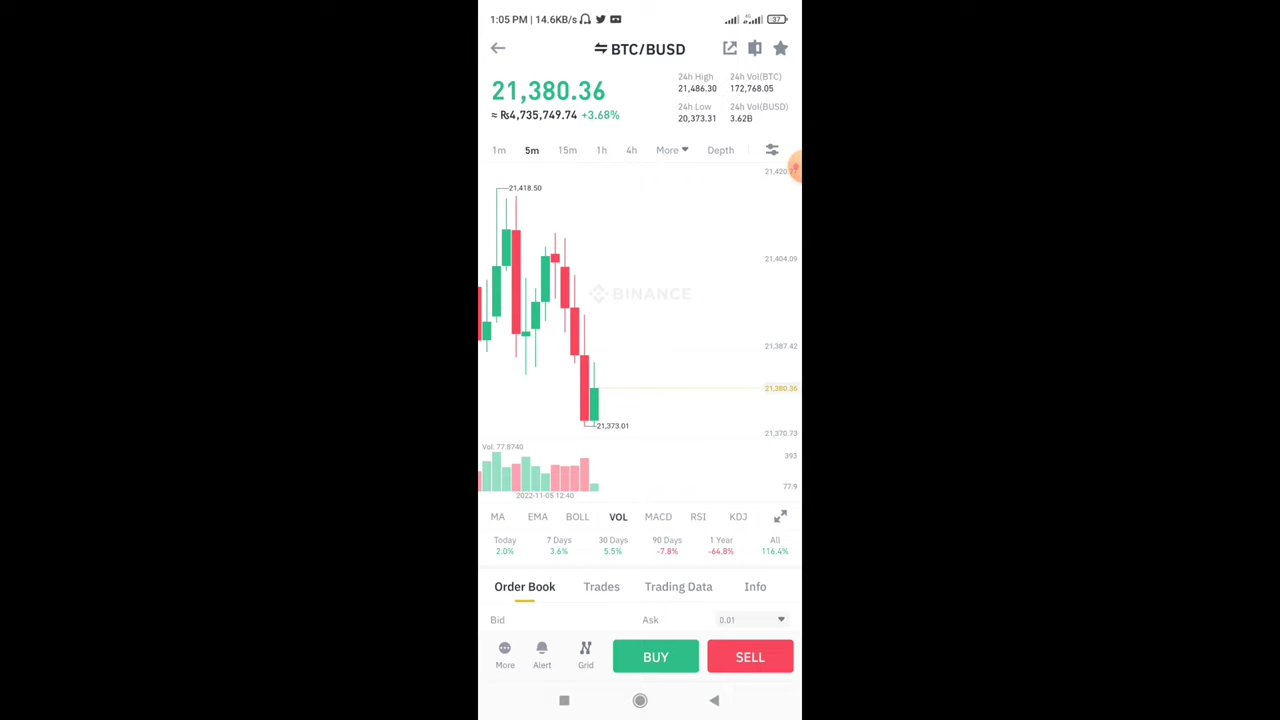 1:05 PM | 14.6KB/s 4G 37
BTC/BUSD
21,380.36
≈ ₨4,735,749.74 +3.68%
24h High 24h Vol(BTC)
21,486.30 172,768.05
24h Low 24h Vol(BUSD)
20,373.31 3.62B
1m 5m 15m 1h 4h More Depth
21,418.50
21,404.09
BINANCE
21,387.42
21,380.36
21,373.01
21,370.73
Vol: 77.8740
393
77.9
2022-11-05 12:40
MA EMA BOLL VOL MACD RSI KDJ
Today 7 Days 30 Days 90 Days 1 Year All
2.0% 3.6% 5.5% -7.8% -64.8% 116.4%
Order Book Trades Trading Data Info
Bid Ask 0.01
More Alert Grid BUY SELL